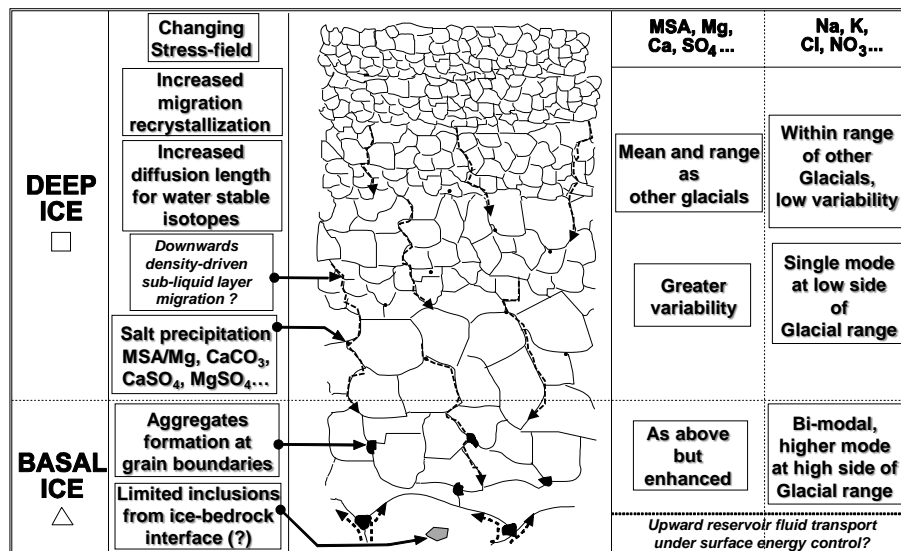 Changing
Stress-field
Increased
migration
recrystallization
Increased
diffusion length
for water stable
isotopes
DEEP
ICE
Downwards
density-driven
sub-liquid layer
migration ?
Salt precipitation
MSA/Mg, CaCO3,
CaSO4, MgSO4...
BASAL
ICE
Aggregates
formation at
grain boundaries
Limited inclusions
from ice-bedrock
interface (?)
MSA, Mg,
Ca, SO4...
Mean and range
as
other glacials
Greater
variability
As above
but
enhanced
Na, K,
Cl, NO3...
Within range
of other
Glacials,
low variability
Single mode
at low side
of
Glacial range
Bi-modal,
higher mode
at high side of
Glacial range
Upward reservoir fluid transport
under surface energy control?